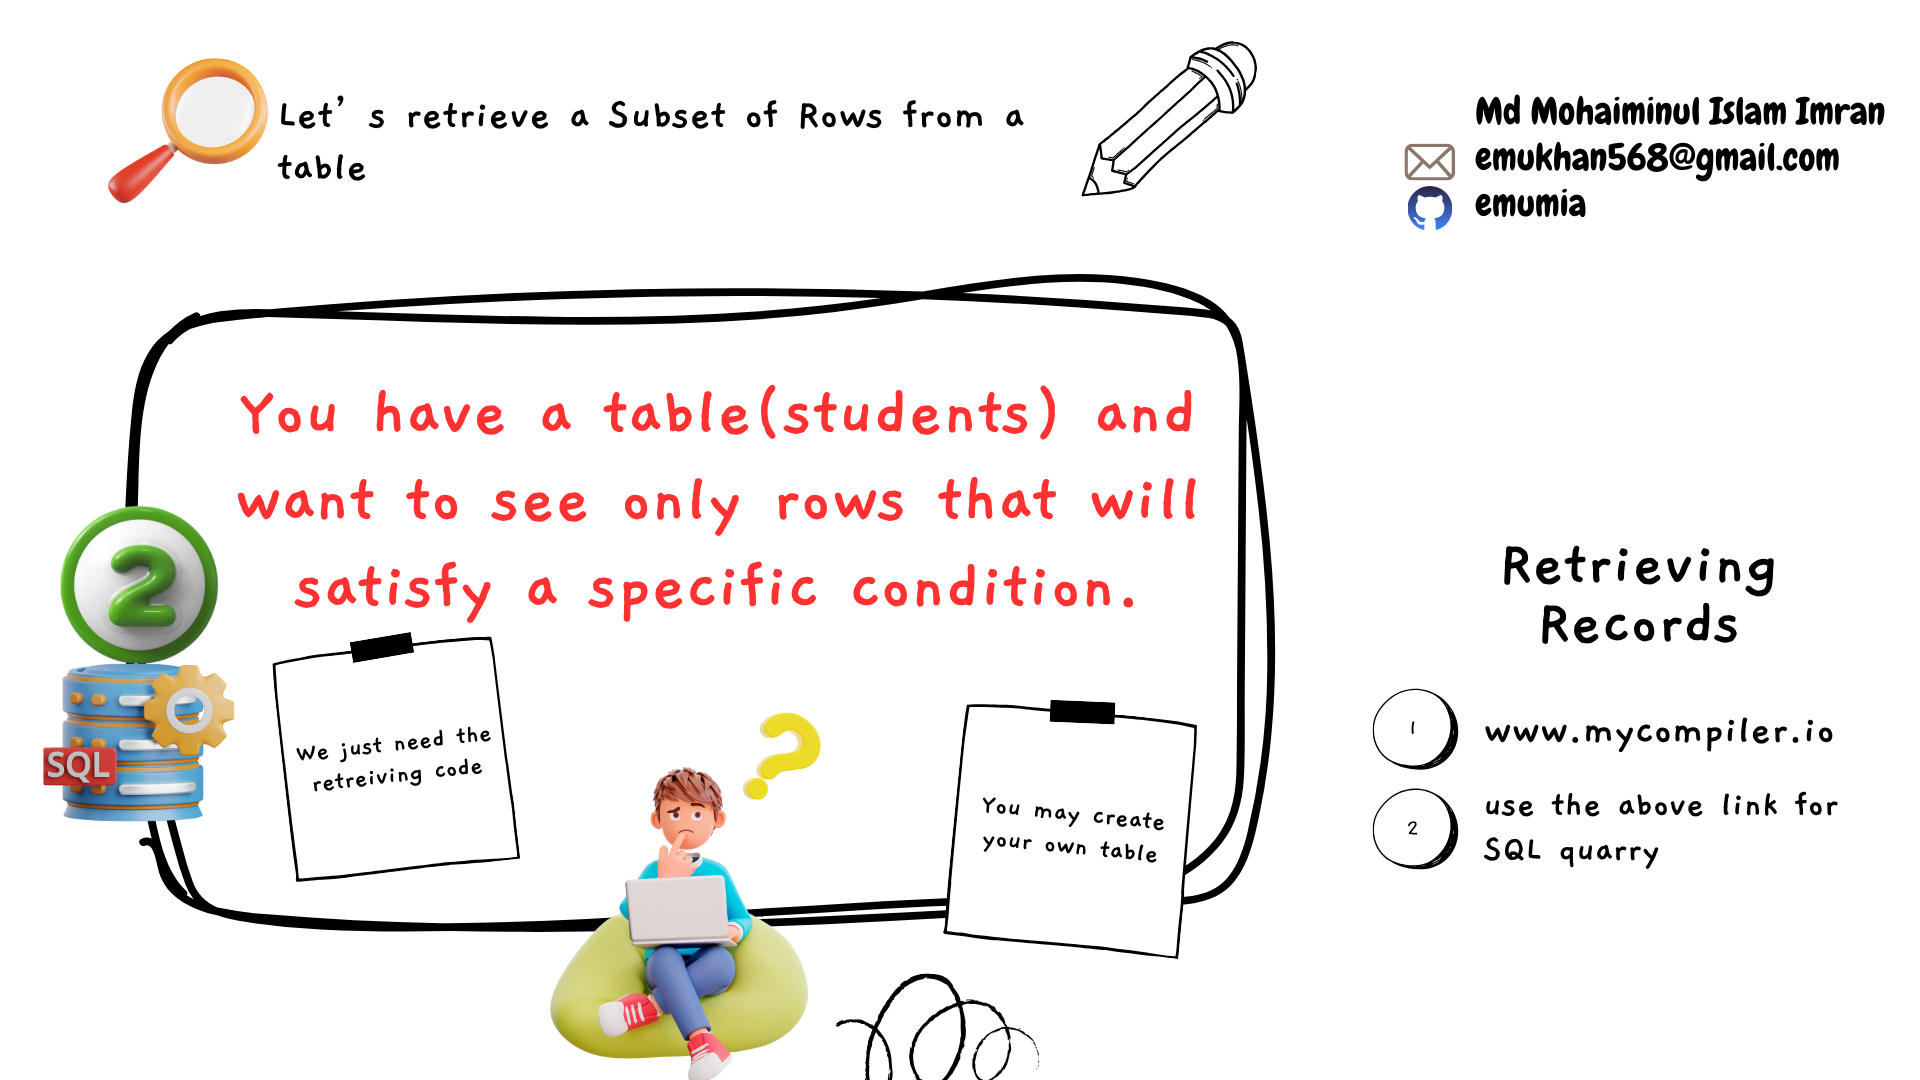 Let’ s retrieve a Subset of Rows from a
table
Md Mohaiminul Islam Imran
emukhan568@gmail.com
emumia
You have a table(students) and
want to see only rows that will
satisfy a specific condition.
2
SQL
We just need the
retreiving code
?
You may create
your own table
Retrieving
Records
1
www.mycompiler.io
2
use the above link for
SQL quarry